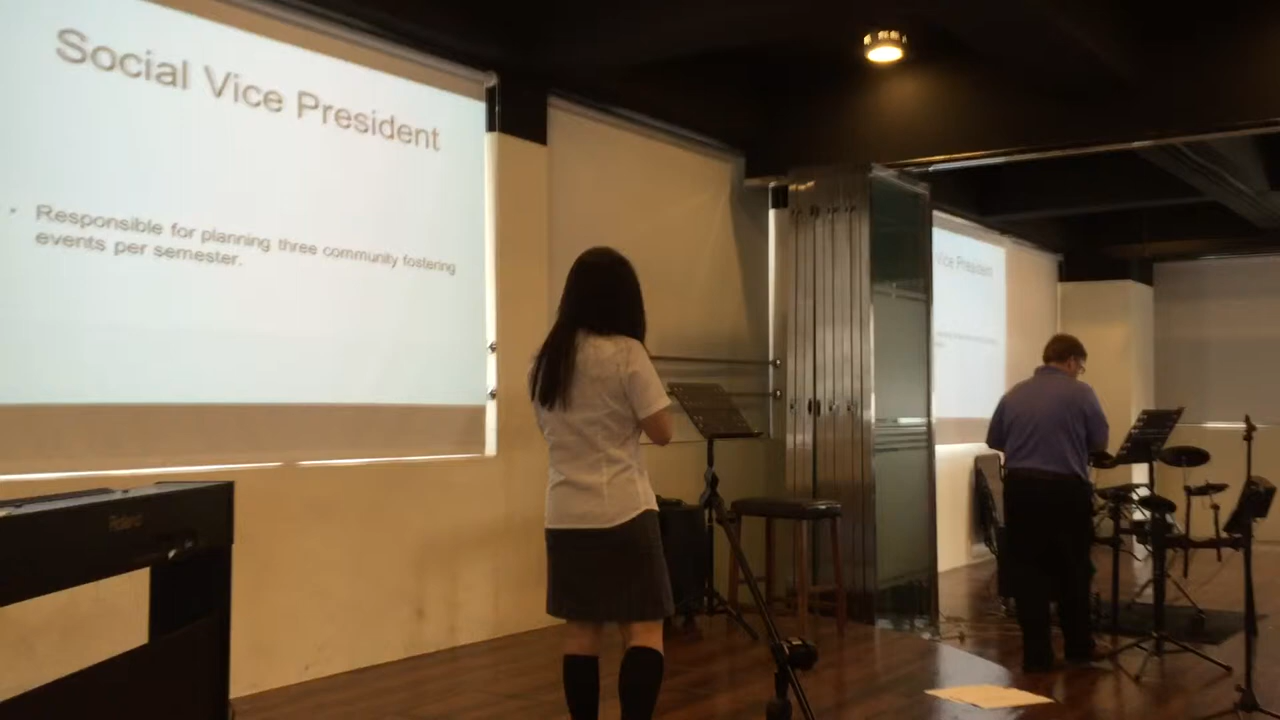 Social Vice President
• Responsible for planning three community fostering
events per semester.
Vice President
Roland